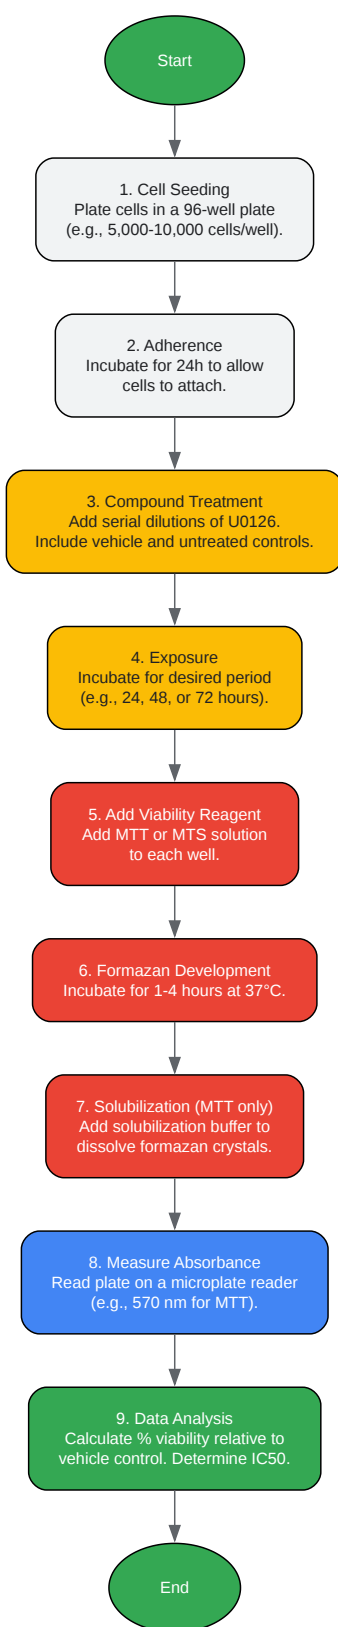 Start
1. Cell Seeding
Plate cells in a 96-well plate
(e.g., 5,000-10,000 cells/well).
2. Adherence
Incubate for 24h to allow
cells to attach.
3. Compound Treatment
Add serial dilutions of U0126.
Include vehicle and untreated controls.
4. Exposure
Incubate for desired period
(e.g., 24, 48, or 72 hours).
5. Add Viability Reagent
Add MTT or MTS solution
to each well.
6. Formazan Development
Incubate for 1-4 hours at 37°C.
7. Solubilization (MTT only)
Add solubilization buffer to
dissolve formazan crystals.
8. Measure Absorbance
Read plate on a microplate reader
(e.g., 570 nm for MTT).
9. Data Analysis
Calculate % viability relative to
vehicle control. Determine IC50.
End